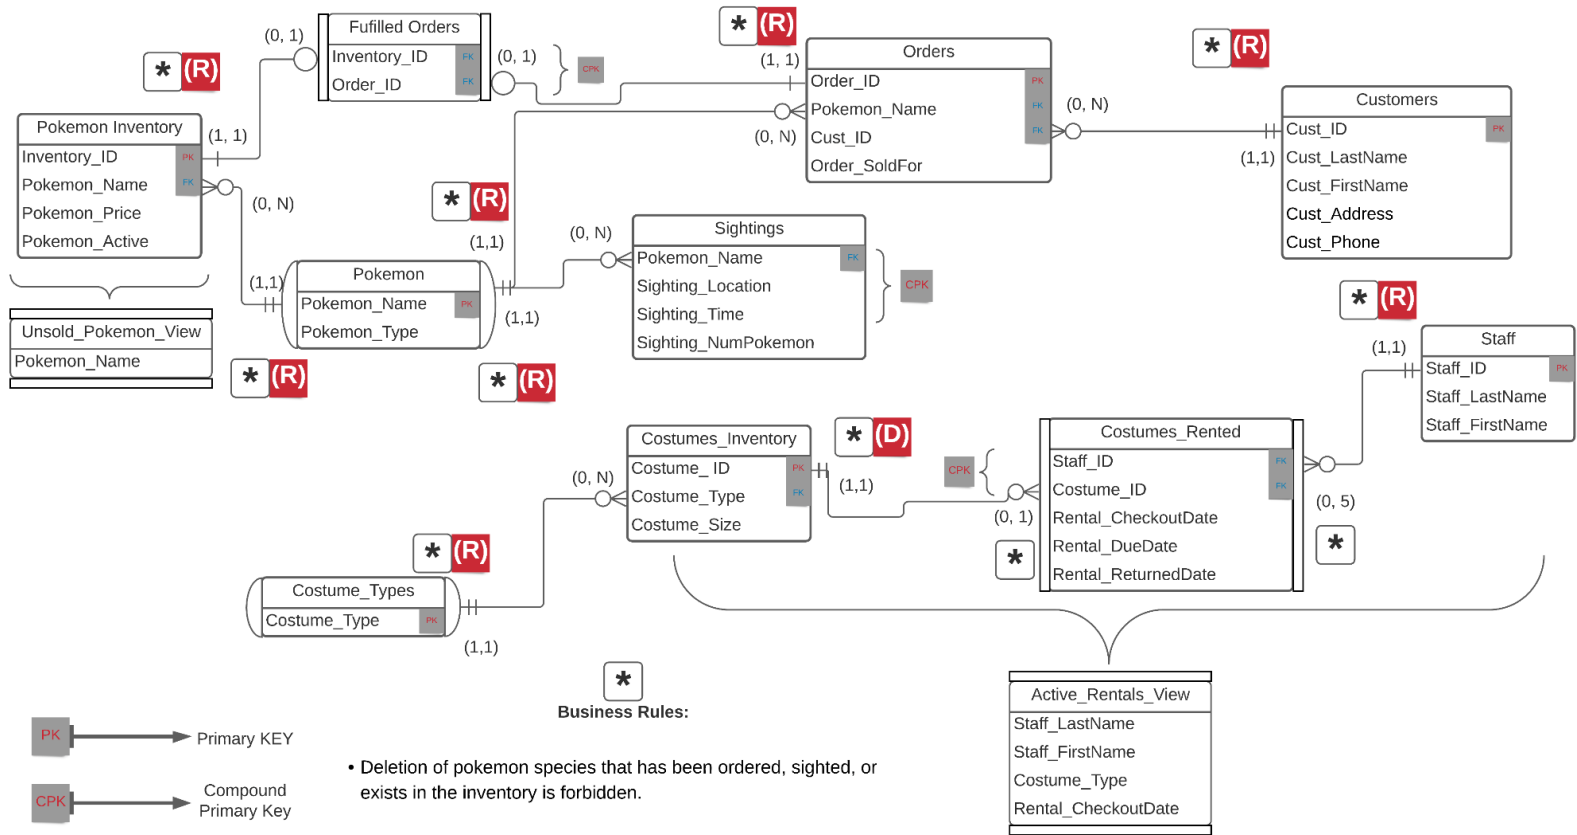 Fufilled Orders
Inventory_ID FK
Order_ID FK
CPK
(0, 1)
(0, 1)
* (R)
* (R)
Orders
Order_ID PK
Pokemon_Name FK
Cust_ID FK
Order_SoldFor
(1, 1)
(0, N)
* (R)
(0, N)
(1,1)
Customers
Cust_ID PK
Cust_LastName
Cust_FirstName
Cust_Address
Cust_Phone
Pokemon Inventory
Inventory_ID PK
Pokemon_Name FK
Pokemon_Price
Pokemon_Active
(1, 1)
(0, N)
Unsold_Pokemon_View
Pokemon_Name
(1,1)
Pokemon
Pokemon_Name PK
Pokemon_Type
* (R)
(1,1)
(1,1)
* (R)
* (R)
(0, N)
Sightings
Pokemon_Name FK
Sighting_Location
Sighting_Time
Sighting_NumPokemon
CPK
* (R)
(1,1)
Staff
Staff_ID PK
Staff_LastName
Staff_FirstName
Costumes_Inventory
Costume_ ID PK
Costume_Type FK
Costume_Size
(0, N)
* (D)
(1,1)
CPK
(0, 1)
*
Costumes_Rented
Staff_ID FK
Costume_ID FK
Rental_CheckoutDate
Rental_DueDate
Rental_ReturnedDate
(0, 5)
*
* (R)
Costume_Types
Costume_Type PK
(1,1)
Active_Rentals_View
Staff_LastName
Staff_FirstName
Costume_Type
Rental_CheckoutDate
*
Business Rules:
• Deletion of pokemon species that has been ordered, sighted, or
exists in the inventory is forbidden.
PK Primary KEY
CPK Compound
Primary Key